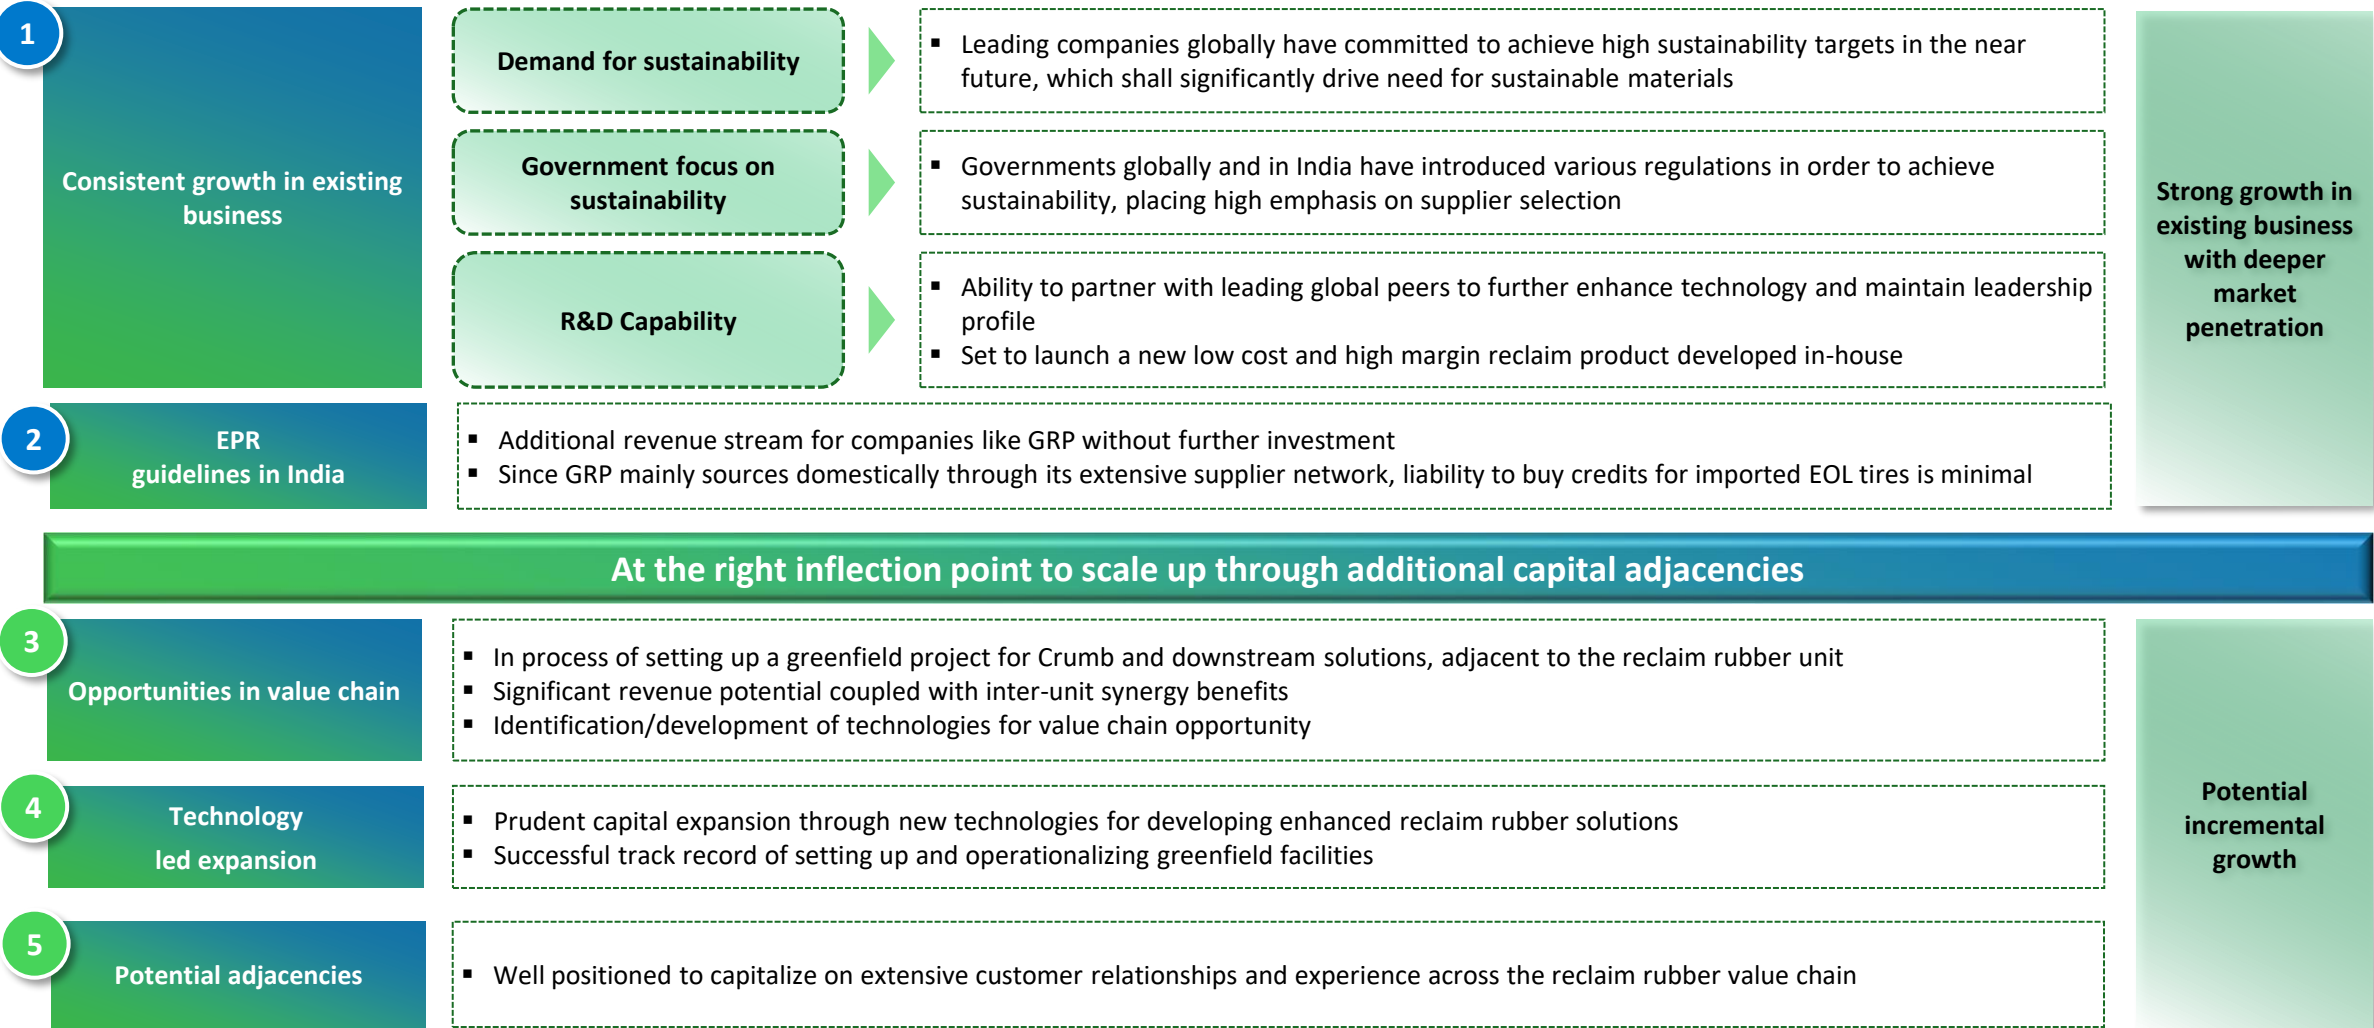 1
Consistent growth in existing
business
Demand for sustainability
▪ Leading companies globally have committed to achieve high sustainability targets in the near
future, which shall significantly drive need for sustainable materials
Government focus on
sustainability
▪ Governments globally and in India have introduced various regulations in order to achieve
sustainability, placing high emphasis on supplier selection
R&D Capability
▪ Ability to partner with leading global peers to further enhance technology and maintain leadership
profile
▪ Set to launch a new low cost and high margin reclaim product developed in-house
2
EPR
guidelines in India
▪ Additional revenue stream for companies like GRP without further investment
▪ Since GRP mainly sources domestically through its extensive supplier network, liability to buy credits for imported EOL tires is minimal
Strong growth in
existing business
with deeper
market
penetration
At the right inflection point to scale up through additional capital adjacencies
3
Opportunities in value chain
▪ In process of setting up a greenfield project for Crumb and downstream solutions, adjacent to the reclaim rubber unit
▪ Significant revenue potential coupled with inter-unit synergy benefits
▪ Identification/development of technologies for value chain opportunity
4
Technology
led expansion
▪ Prudent capital expansion through new technologies for developing enhanced reclaim rubber solutions
▪ Successful track record of setting up and operationalizing greenfield facilities
5
Potential adjacencies
▪ Well positioned to capitalize on extensive customer relationships and experience across the reclaim rubber value chain
Potential
incremental
growth